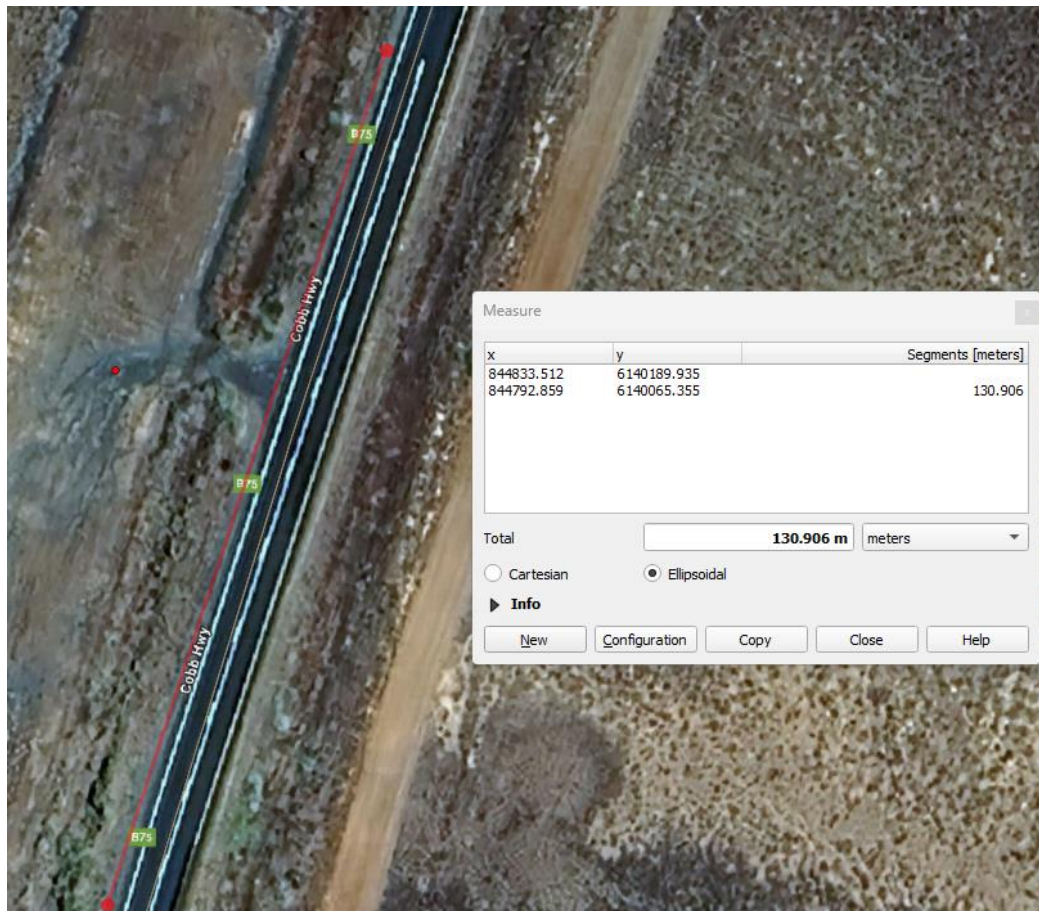 B75
Cobb Hwy
B75
Cobb Hwy
B75
Measure
x y Segments [meters]
844833.512 6140189.935
844792.859 6140065.355 130.906
Total 130.906 m meters
Cartesian Ellipsoidal
Info
New Configuration Copy Close Help